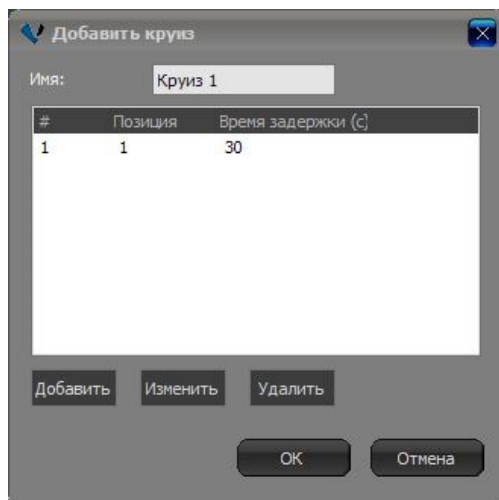 Добавить круиз
Имя: Круиз 1
# Позиция Время задержки (с)
1 1 30
Добавить Изменить Удалить
OK Отмена